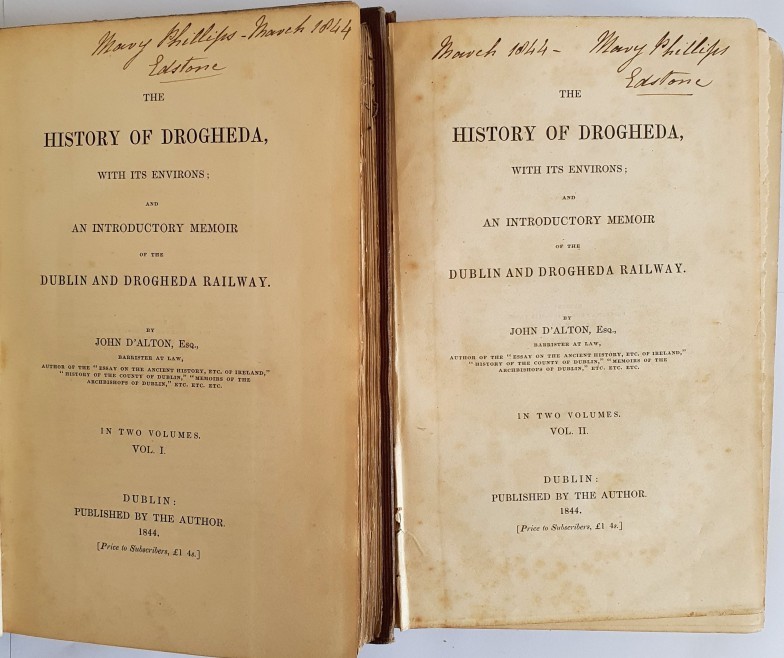 Mary Phillips - March 1844
Edstone
THE
HISTORY OF DROGHEDA,
WITH ITS ENVIRONS;
AND
AN INTRODUCTORY MEMOIR
OF THE
DUBLIN AND DROGHEDA RAILWAY.
BY
JOHN D'ALTON, Esq.,
BARRISTER AT LAW,
AUTHOR OF THE "ESSAY ON THE ANCIENT HISTORY, ETC. OF IRELAND,"
"HISTORY OF THE COUNTY OF DUBLIN," "MEMOIRS OF THE
ARCHBISHOPS OF DUBLIN," ETC. ETC. ETC.
IN TWO VOLUMES.
VOL. I.
DUBLIN:
PUBLISHED BY THE AUTHOR.
1844.
[Price to Subscribers, £1 4s.]
March 1844 - Mary Phillips
Edstone
THE
HISTORY OF DROGHEDA,
WITH ITS ENVIRONS;
AND
AN INTRODUCTORY MEMOIR
OF THE
DUBLIN AND DROGHEDA RAILWAY.
BY
JOHN D'ALTON, Esq.,
BARRISTER AT LAW,
AUTHOR OF THE "ESSAY ON THE ANCIENT HISTORY, ETC. OF IRELAND,"
"HISTORY OF THE COUNTY OF DUBLIN," "MEMOIRS OF THE
ARCHBISHOPS OF DUBLIN," ETC. ETC. ETC.
IN TWO VOLUMES.
VOL. II.
DUBLIN:
PUBLISHED BY THE AUTHOR.
1844.
[Price to Subscribers, £1 4s.]